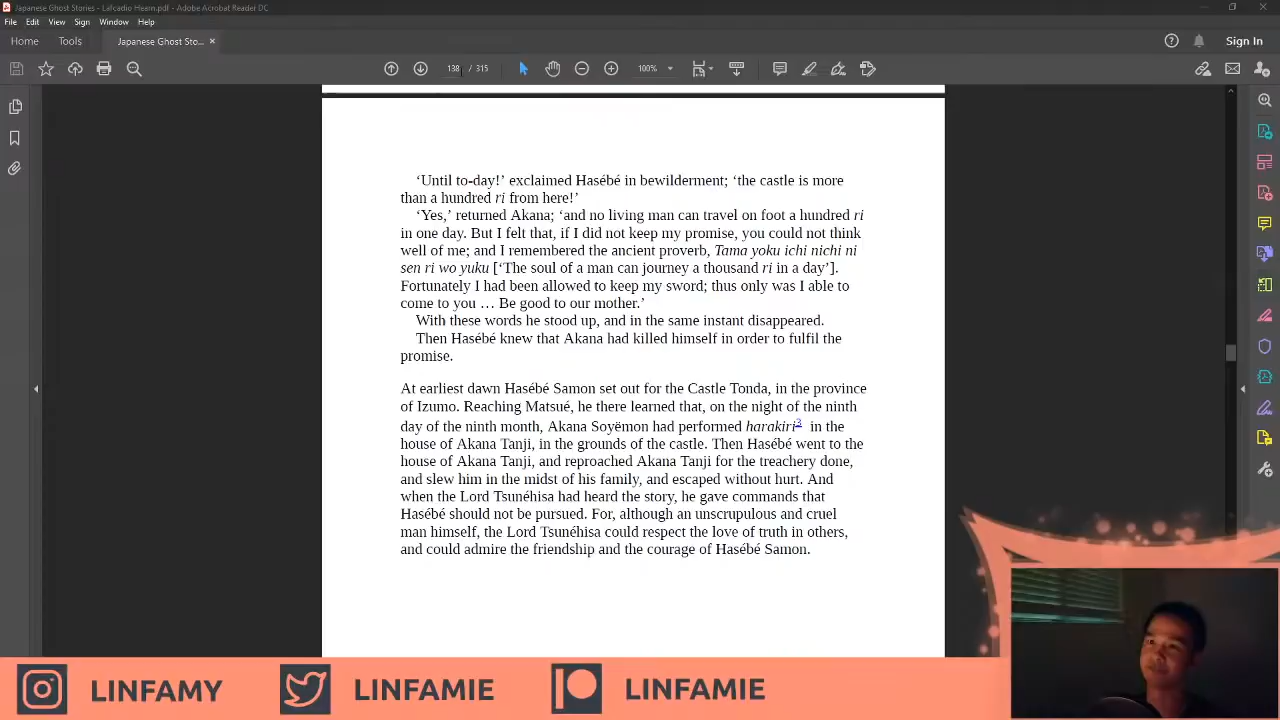 Japanese Ghost Stories - Lafcadio Hearn.pdf - Adobe Acrobat Reader DC
File Edit View Sign Window Help
Home Tools Japanese Ghost Sto... × Sign In
138 / 315 100%
‘Until to-day!’ exclaimed Hasébé in bewilderment; ‘the castle is more
than a hundred ri from here!’
‘Yes,’ returned Akana; ‘and no living man can travel on foot a hundred ri
in one day. But I felt that, if I did not keep my promise, you could not think
well of me; and I remembered the ancient proverb, Tama yoku ichi nichi ni
sen ri wo yuku [‘The soul of a man can journey a thousand ri in a day’].
Fortunately I had been allowed to keep my sword; thus only was I able to
come to you … Be good to our mother.’
With these words he stood up, and in the same instant disappeared.
Then Hasébé knew that Akana had killed himself in order to fulfil the
promise.
At earliest dawn Hasébé Samon set out for the Castle Tonda, in the province
of Izumo. Reaching Matsué, he there learned that, on the night of the ninth
day of the ninth month, Akana Soyëmon had performed harakiri3 in the
house of Akana Tanji, in the grounds of the castle. Then Hasébé went to the
house of Akana Tanji, and reproached Akana Tanji for the treachery done,
and slew him in the midst of his family, and escaped without hurt. And
when the Lord Tsunéhisa had heard the story, he gave commands that
Hasébé should not be pursued. For, although an unscrupulous and cruel
man himself, the Lord Tsunéhisa could respect the love of truth in others,
and could admire the friendship and the courage of Hasébé Samon.
LINFAMY LINFAMIE LINFAMIE